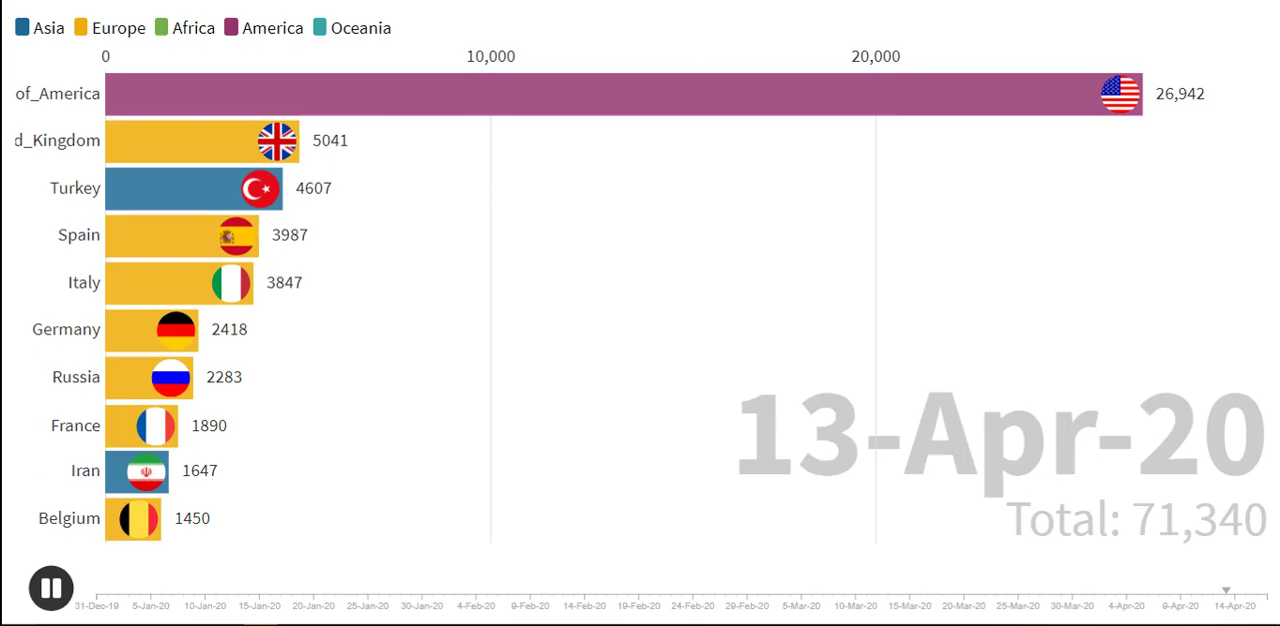 Asia Europe Africa America Oceania
0 10,000 20,000
of_America 26,942
d_Kingdom 5041
Turkey 4607
Spain 3987
Italy 3847
Germany 2418
Russia 2283
France 1890
Iran 1647
Belgium 1450
13-Apr-20
Total: 71,340
31-Dec-19 5-Jan-20 10-Jan-20 15-Jan-20 20-Jan-20 25-Jan-20 30-Jan-20 4-Feb-20 9-Feb-20 14-Feb-20 19-Feb-20 24-Feb-20 29-Feb-20 5-Mar-20 10-Mar-20 15-Mar-20 20-Mar-20 25-Mar-20 30-Mar-20 4-Apr-20 9-Apr-20 14-Apr-20